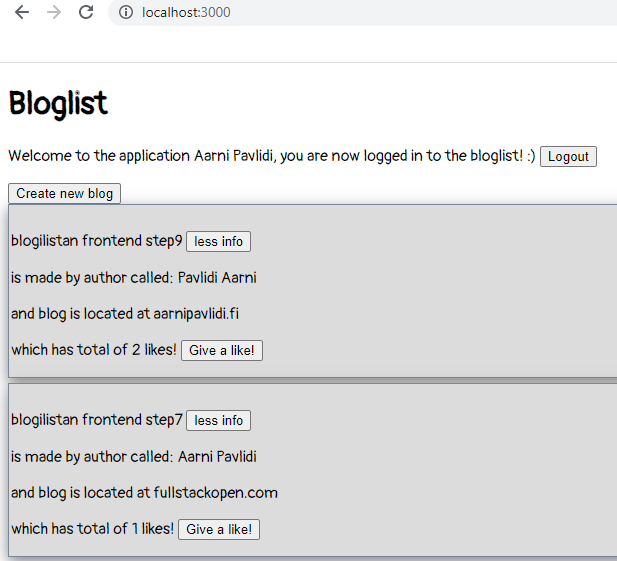 localhost:3000
Bloglist
Welcome to the application Aarni Pavlidi, you are now logged in to the bloglist! :) Logout
Create new blog
blogilistan frontend step9 less info
is made by author called: Pavlidi Aarni
and blog is located at aarnipavlidi.fi
which has total of 2 likes! Give a like!
blogilistan frontend step7 less info
is made by author called: Aarni Pavlidi
and blog is located at fullstackopen.com
which has total of 1 likes! Give a like!